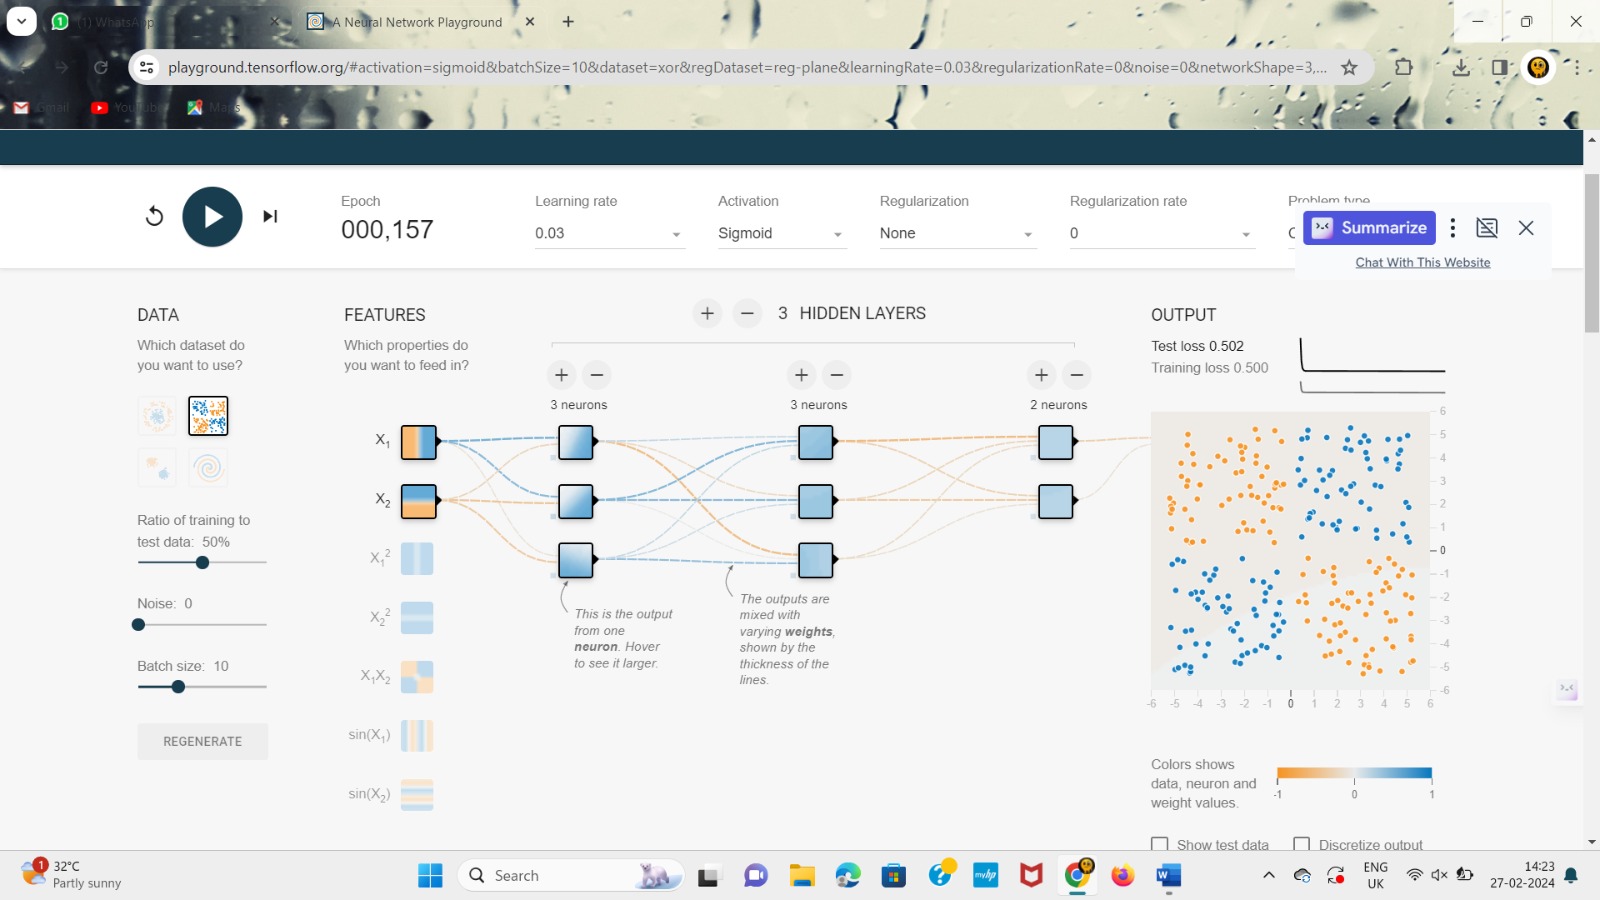 (1) WhatsApp
A Neural Network Playground
playground.tensorflow.org/#activation=sigmoid&batchSize=10&dataset=xor&regDataset=reg-plane&learningRate=0.03&regularizationRate=0&noise=0&networkShape=3,...
Gmail YouTube Maps
Epoch
000,157
Learning rate
0.03
Activation
Sigmoid
Regularization
None
Regularization rate
0
Problem type
Summarize
Chat With This Website
DATA
Which dataset do
you want to use?
Ratio of training to
test data: 50%
Noise: 0
Batch size: 10
REGENERATE
FEATURES
Which properties do
you want to feed in?
X1
X2
X1²
X2²
X1X2
sin(X1)
sin(X2)
+ − 3 HIDDEN LAYERS
+ −
3 neurons
+ −
3 neurons
+ −
2 neurons
This is the output
from one
neuron. Hover
to see it larger.
The outputs are
mixed with
varying weights,
shown by the
thickness of the
lines.
OUTPUT
Test loss 0.502
Training loss 0.500
6
5
4
3
2
1
0
-1
-2
-3
-4
-5
-6
-6 -5 -4 -3 -2 -1 0 1 2 3 4 5 6
Colors shows
data, neuron and
weight values.
-1 0 1
Show test data
Discretize output
1
32°C
Partly sunny
Search
myhp
ENG
UK
14:23
27-02-2024